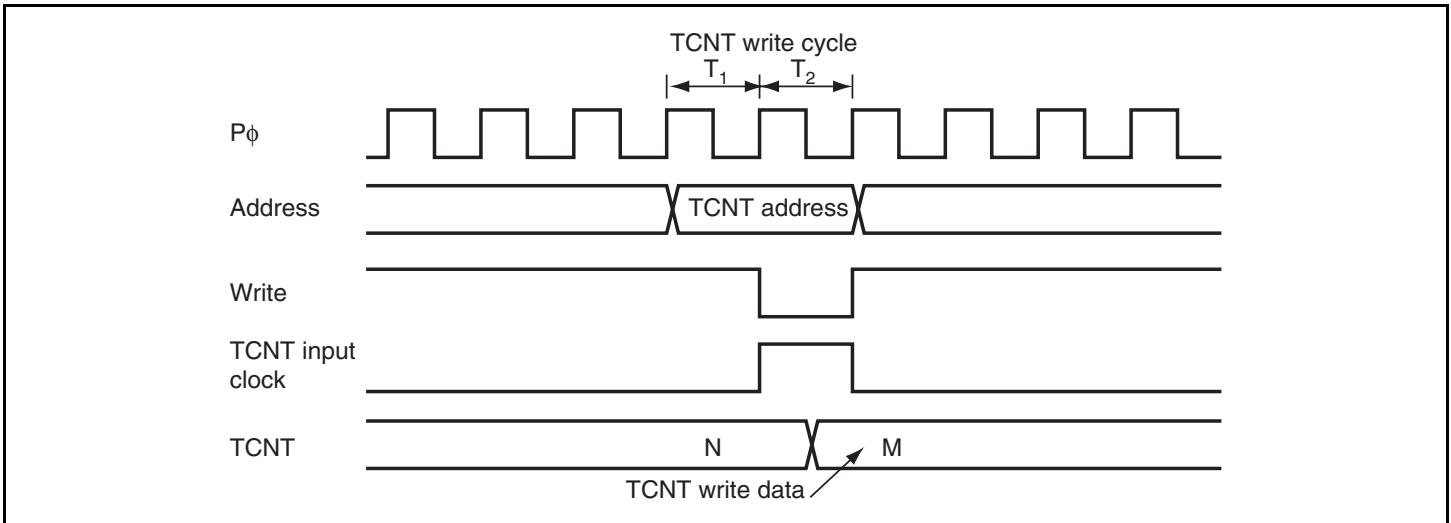 TCNT write cycle
T1 T2
Pϕ
Address
TCNT address
Write
TCNT input
clock
TCNT
N
M
TCNT write data